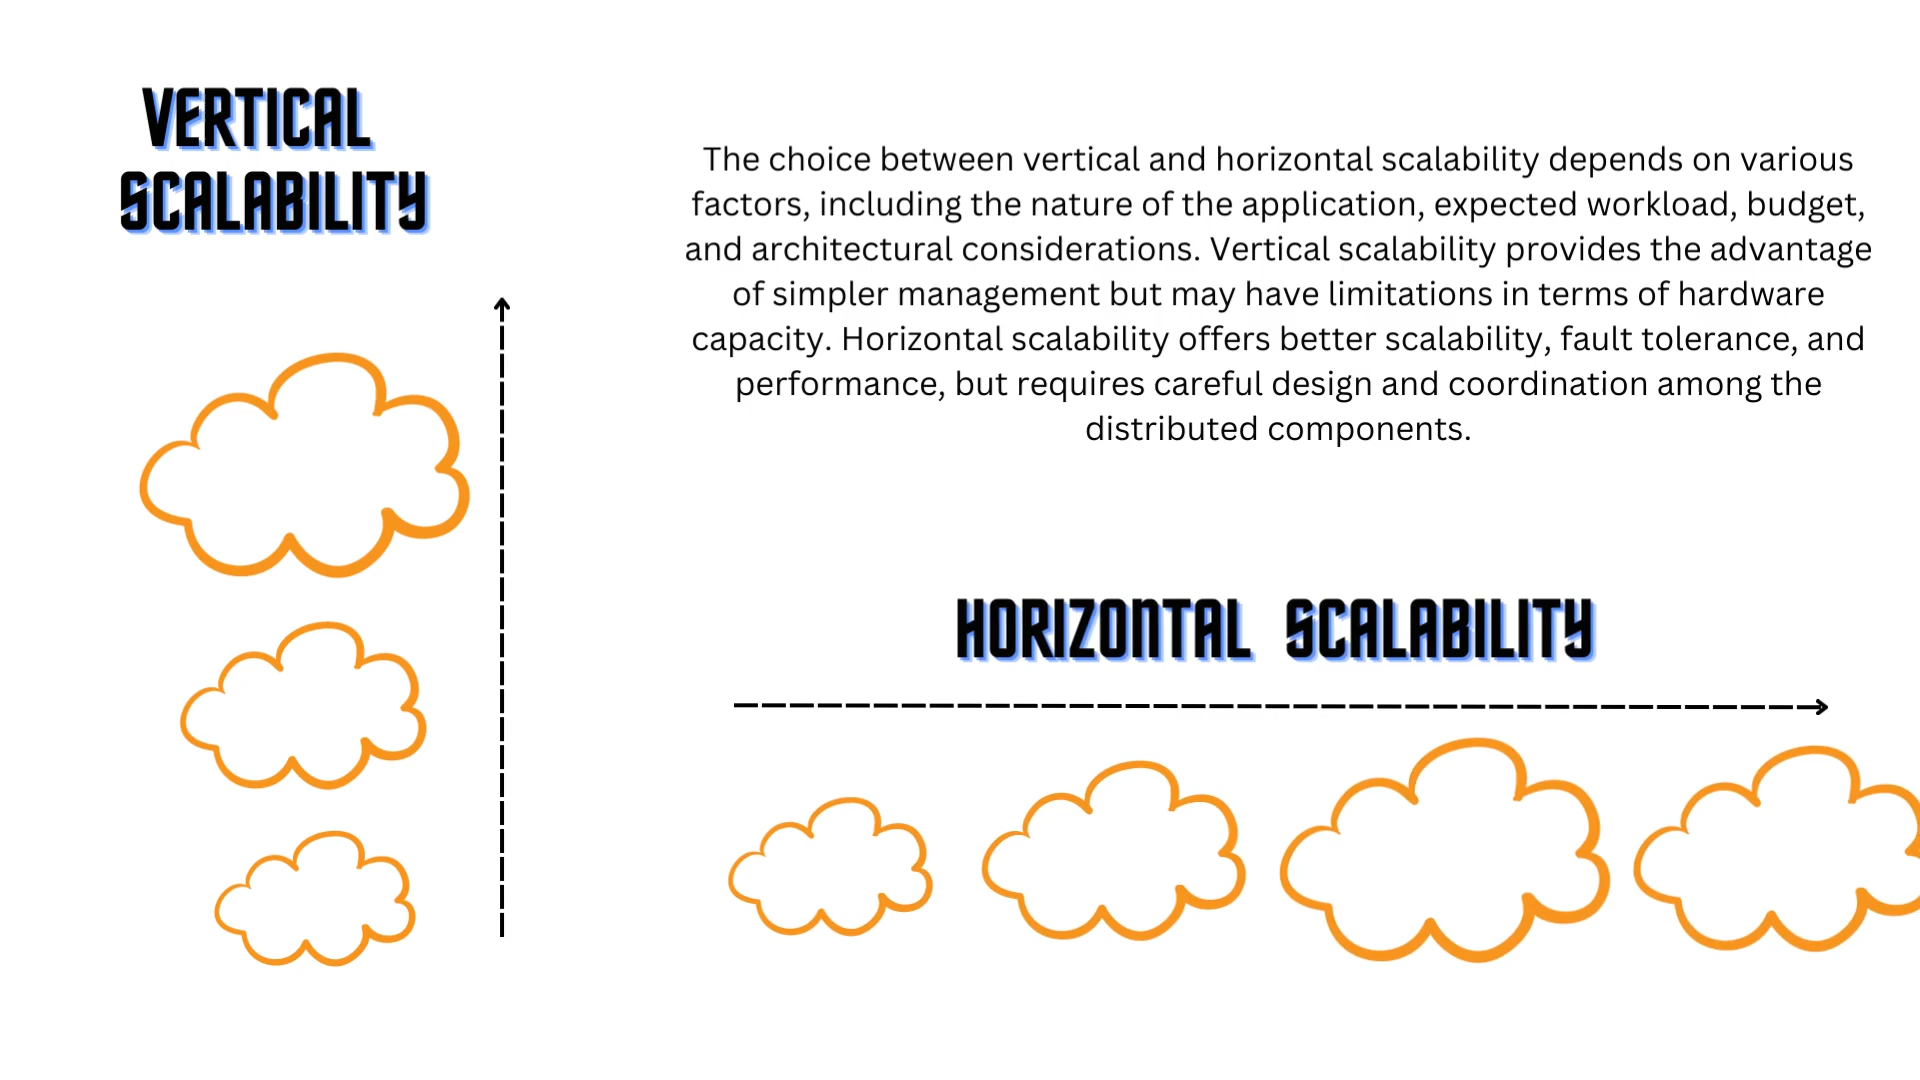 VERTICAL
SCALABILITY
The choice between vertical and horizontal scalability depends on various
factors, including the nature of the application, expected workload, budget,
and architectural considerations. Vertical scalability provides the advantage
of simpler management but may have limitations in terms of hardware
capacity. Horizontal scalability offers better scalability, fault tolerance, and
performance, but requires careful design and coordination among the
distributed components.
HORIZONTAL SCALABILITY